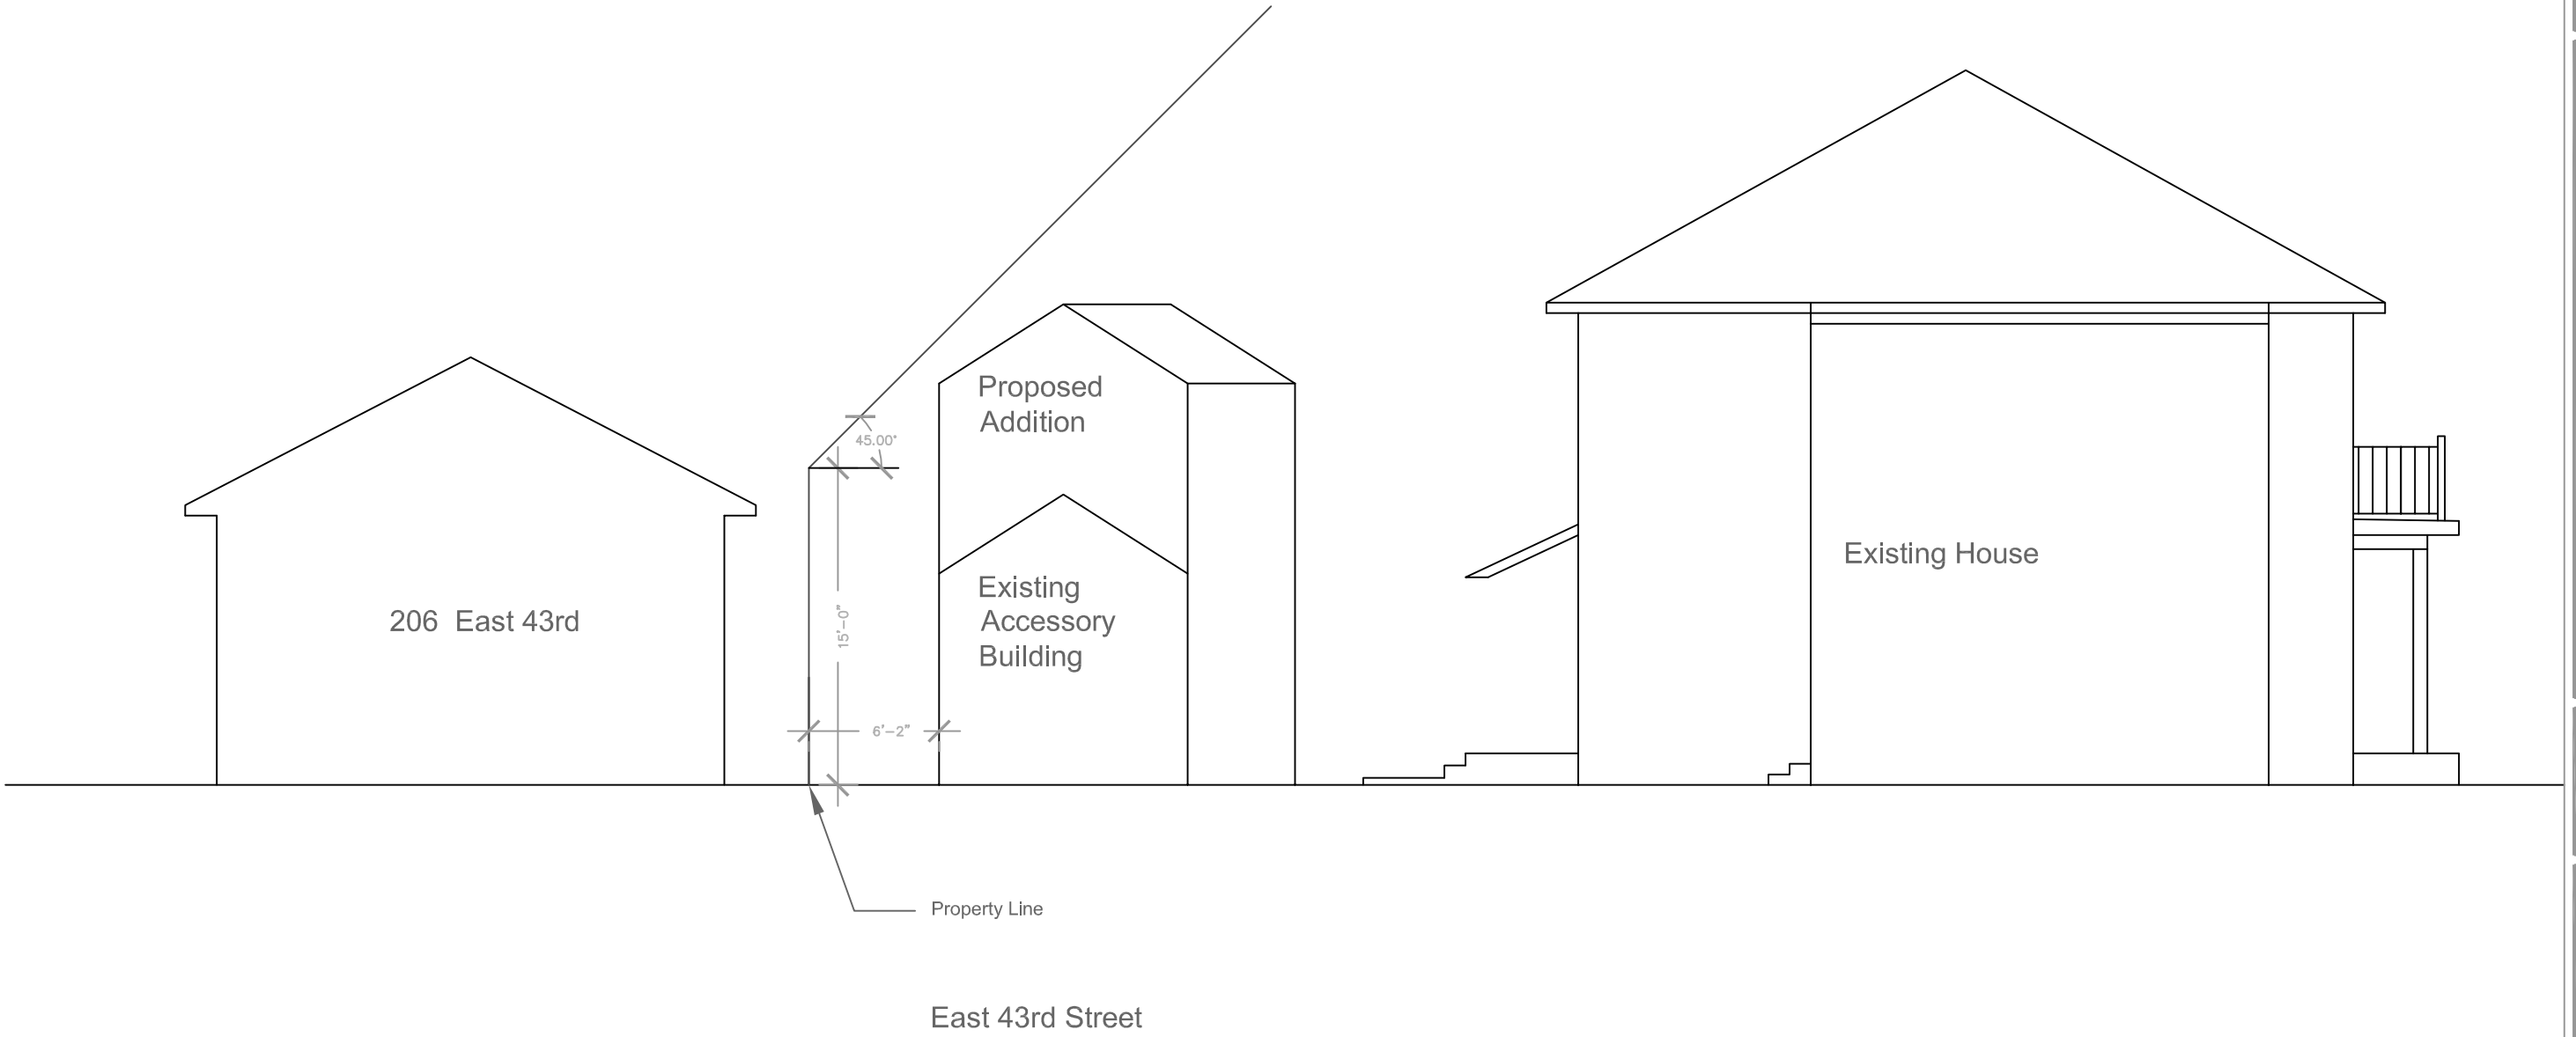 Proposed
Addition
45.00°
Existing House
Existing
Accessory
Building
206 East 43rd
15'-0"
6'-2"
Property Line
East 43rd Street